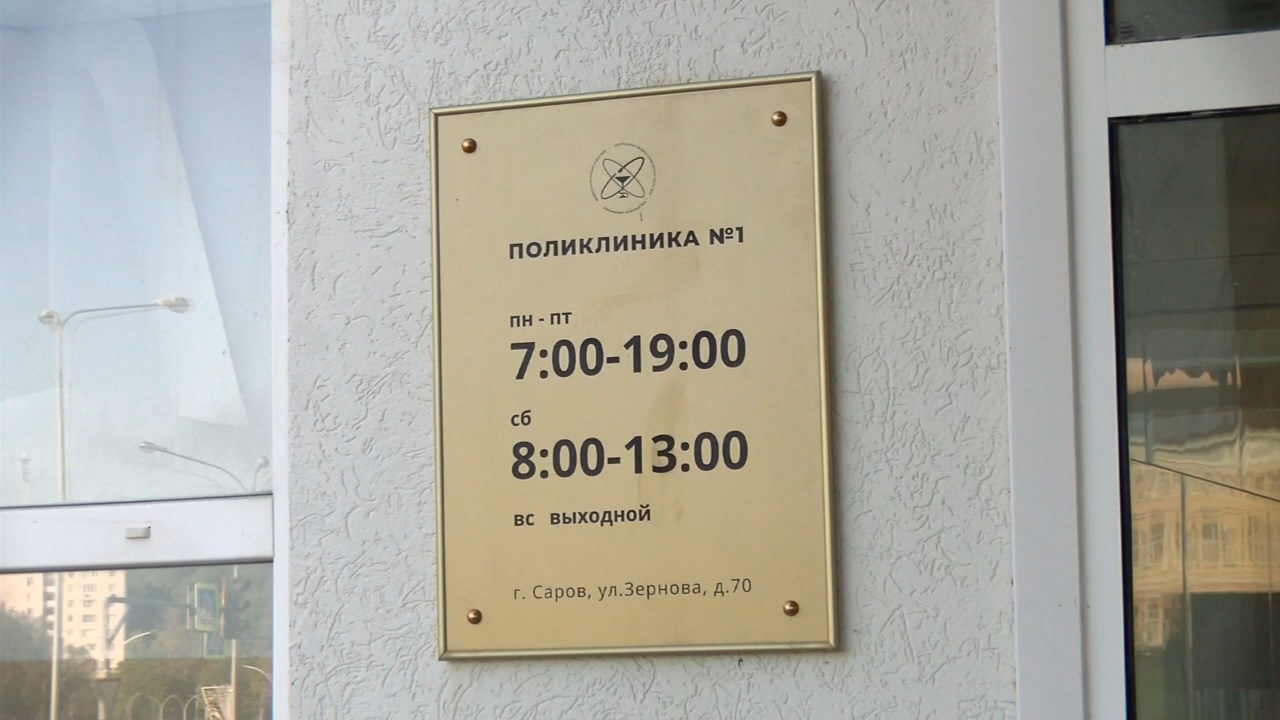 ПОЛИКЛИНИКА №1
пн - пт
7:00-19:00
сб
8:00-13:00
вс выходной
г. Саров, ул.Зернова, д.70